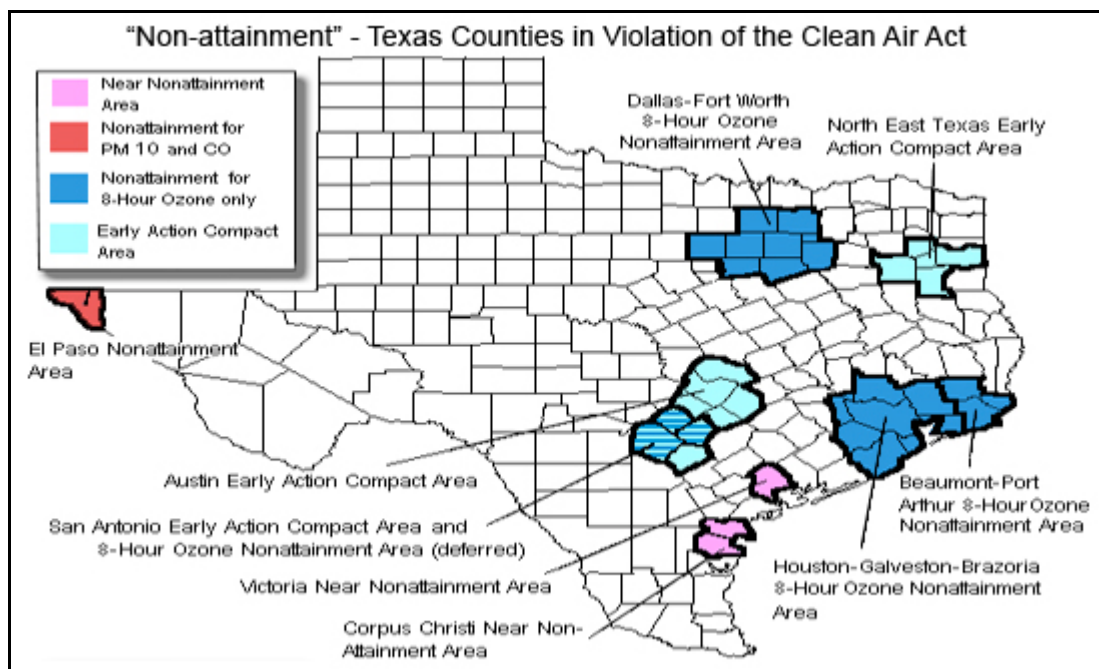 “Non-attainment” - Texas Counties in Violation of the Clean Air Act
Near Nonattainment
Area
Nonattainment for
PM 10 and CO
Nonattainment for
8-Hour Ozone only
Early Action Compact
Area
Dallas-Fort Worth
8-Hour Ozone
Nonattainment Area
North East Texas Early
Action Compact Area
El Paso Nonattainment
Area
Austin Early Action Compact Area
San Antonio Early Action Compact Area and
8-Hour Ozone Nonattainment Area (deferred)
Victoria Near Nonattainment Area
Corpus Christi Near Non-
Attainment Area
Beaumont-Port
Arthur 8-Hour Ozone
Nonattainment Area
Houston-Galveston-Brazoria
8-Hour Ozone Nonattainment
Area